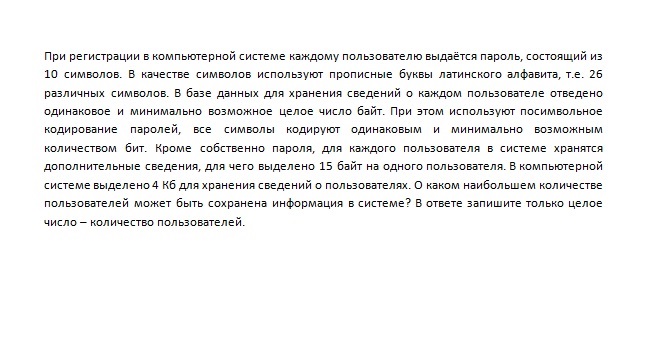 При регистрации в компьютерной системе каждому пользователю выдаётся пароль, состоящий из
10 символов. В качестве символов используют прописные буквы латинского алфавита, т.е. 26
различных символов. В базе данных для хранения сведений о каждом пользователе отведено
одинаковое и минимально возможное целое число байт. При этом используют посимвольное
кодирование паролей, все символы кодируют одинаковым и минимально возможным
количеством бит. Кроме собственно пароля, для каждого пользователя в системе хранятся
дополнительные сведения, для чего выделено 15 байт на одного пользователя. В компьютерной
системе выделено 4 Кб для хранения сведений о пользователях. О каком наибольшем количестве
пользователей может быть сохранена информация в системе? В ответе запишите только целое
число – количество пользователей.